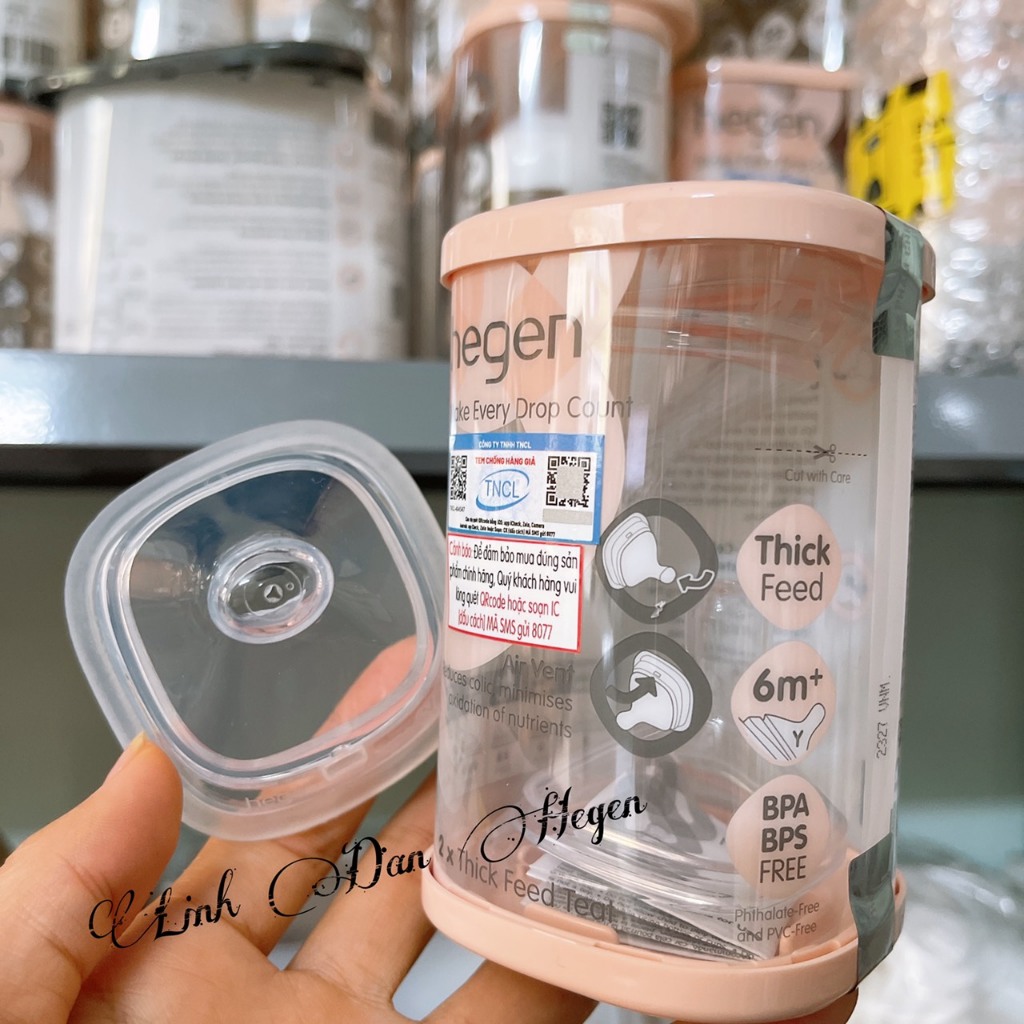 hegen
hegen
ake Every Drop Count
CÔNG TY TNHH TNCL
TEM CHỐNG HÀNG GIẢ
TNCL
Cảnh báo: Để đảm bảo mua đúng sản
phẩm chính hãng, Quý khách hàng vui
lòng quét QRcode hoặc soạn IC
(dấu cách) MÃ SMS gửi 8077
Cut with Care
Thick
Feed
Air Vent
educes colic, minimises
oxidation of nutrients
6m+
Y
2327 UNM.
BPA
BPS
FREE
2 x Thick Feed Teat
Phthalate-Free
and PVC-Free
Linh Đan Hegen